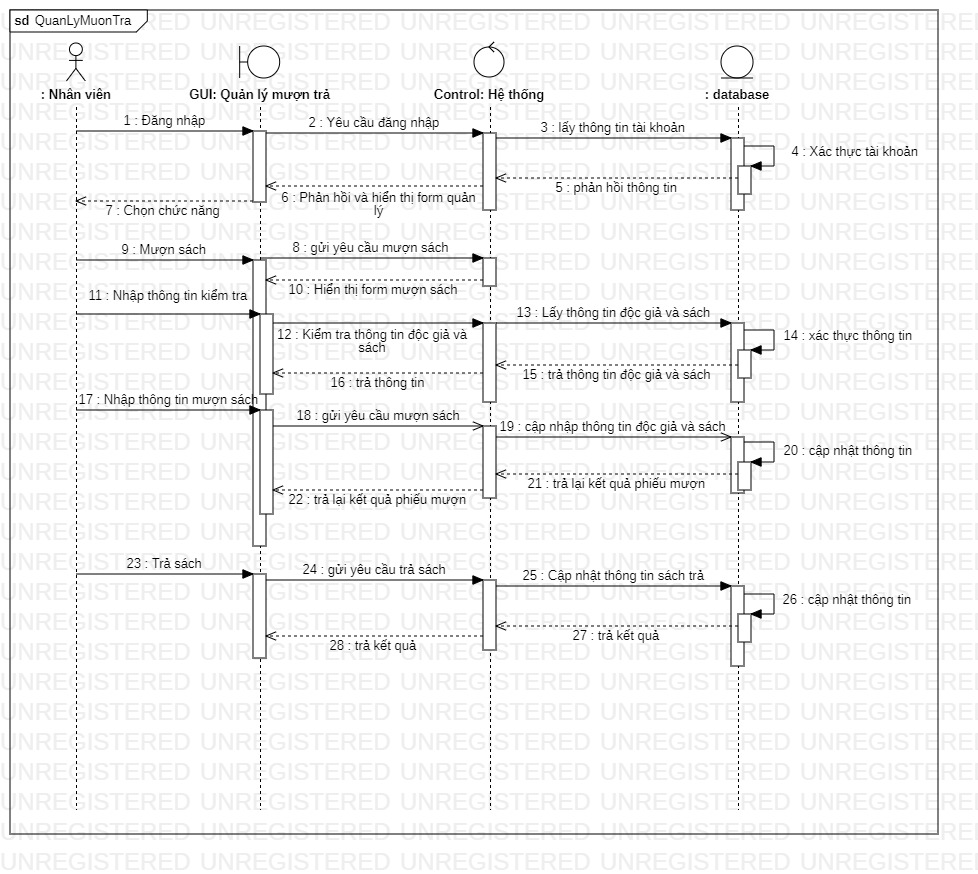 sd QuanLyMuonTra
: Nhân viên
GUI: Quản lý mượn trả
Control: Hệ thống
: database
1 : Đăng nhập
2 : Yêu cầu đăng nhập
3 : lấy thông tin tài khoản
4 : Xác thực tài khoản
5 : phản hồi thông tin
6 : Phản hồi và hiển thị form quản
lý
7 : Chọn chức năng
9 : Mượn sách
8 : gửi yêu cầu mượn sách
10 : Hiển thị form mượn sách
11 : Nhập thông tin kiểm tra
12 : Kiểm tra thông tin độc giả và
sách
13 : Lấy thông tin độc giả và sách
14 : xác thực thông tin
15 : trả thông tin độc giả và sách
16 : trả thông tin
17 : Nhập thông tin mượn sách
18 : gửi yêu cầu mượn sách
19 : cập nhập thông tin độc giả và sách
20 : cập nhật thông tin
21 : trả lại kết quả phiếu mượn
22 : trả lại kết quả phiếu mượn
23 : Trả sách
24 : gửi yêu cầu trả sách
25 : Cập nhật thông tin sách trả
26 : cập nhật thông tin
27 : trả kết quả
28 : trả kết quả
UNREGISTERED